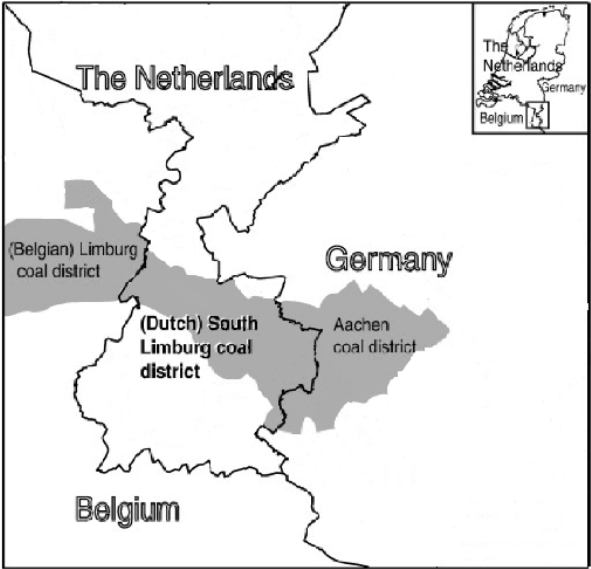 The Netherlands
The
Netherlands
Germany
Belgium
(Belgian) Limburg
coal district
Germany
(Dutch) South
Limburg coal
district
Aachen
coal district
Belgium